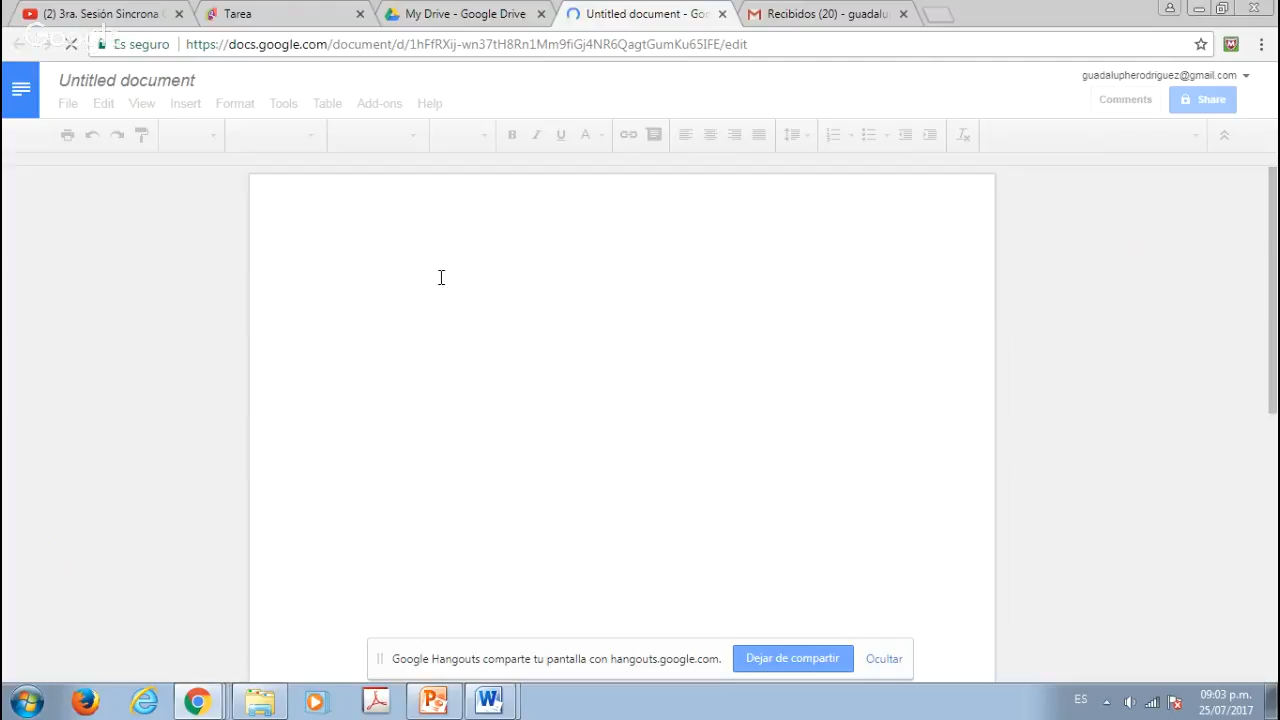 (2) 3ra. Sesión Sincrona
Tarea
My Drive - Google Drive
Untitled document - Go
Recibidos (20) - guadalu
Google
Es seguro
https://docs.google.com/document/d/1hFfRXij-wn37tH8Rn1Mm9fiGj4NR6QagtGumKu65IFE/edit
Untitled document
guadalupherodriguez@gmail.com
File Edit View Insert Format Tools Table Add-ons Help
Comments
Share
B I U A
Google Hangouts comparte tu pantalla con hangouts.google.com.
Dejar de compartir
Ocultar
ES
09:03 p.m.
25/07/2017